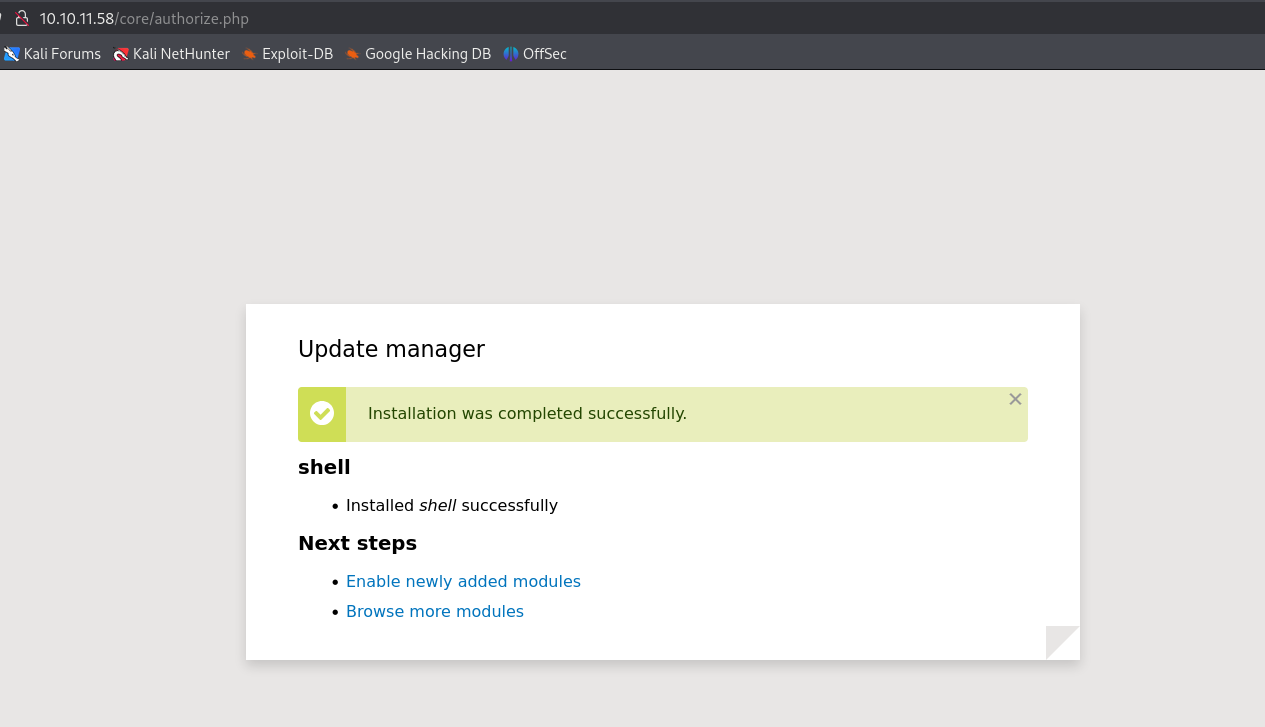 10.10.11.58/core/authorize.php
Kali Forums Kali NetHunter Exploit-DB Google Hacking DB OffSec
Update manager
Installation was completed successfully.
shell
Installed shell successfully
Next steps
Enable newly added modules
Browse more modules